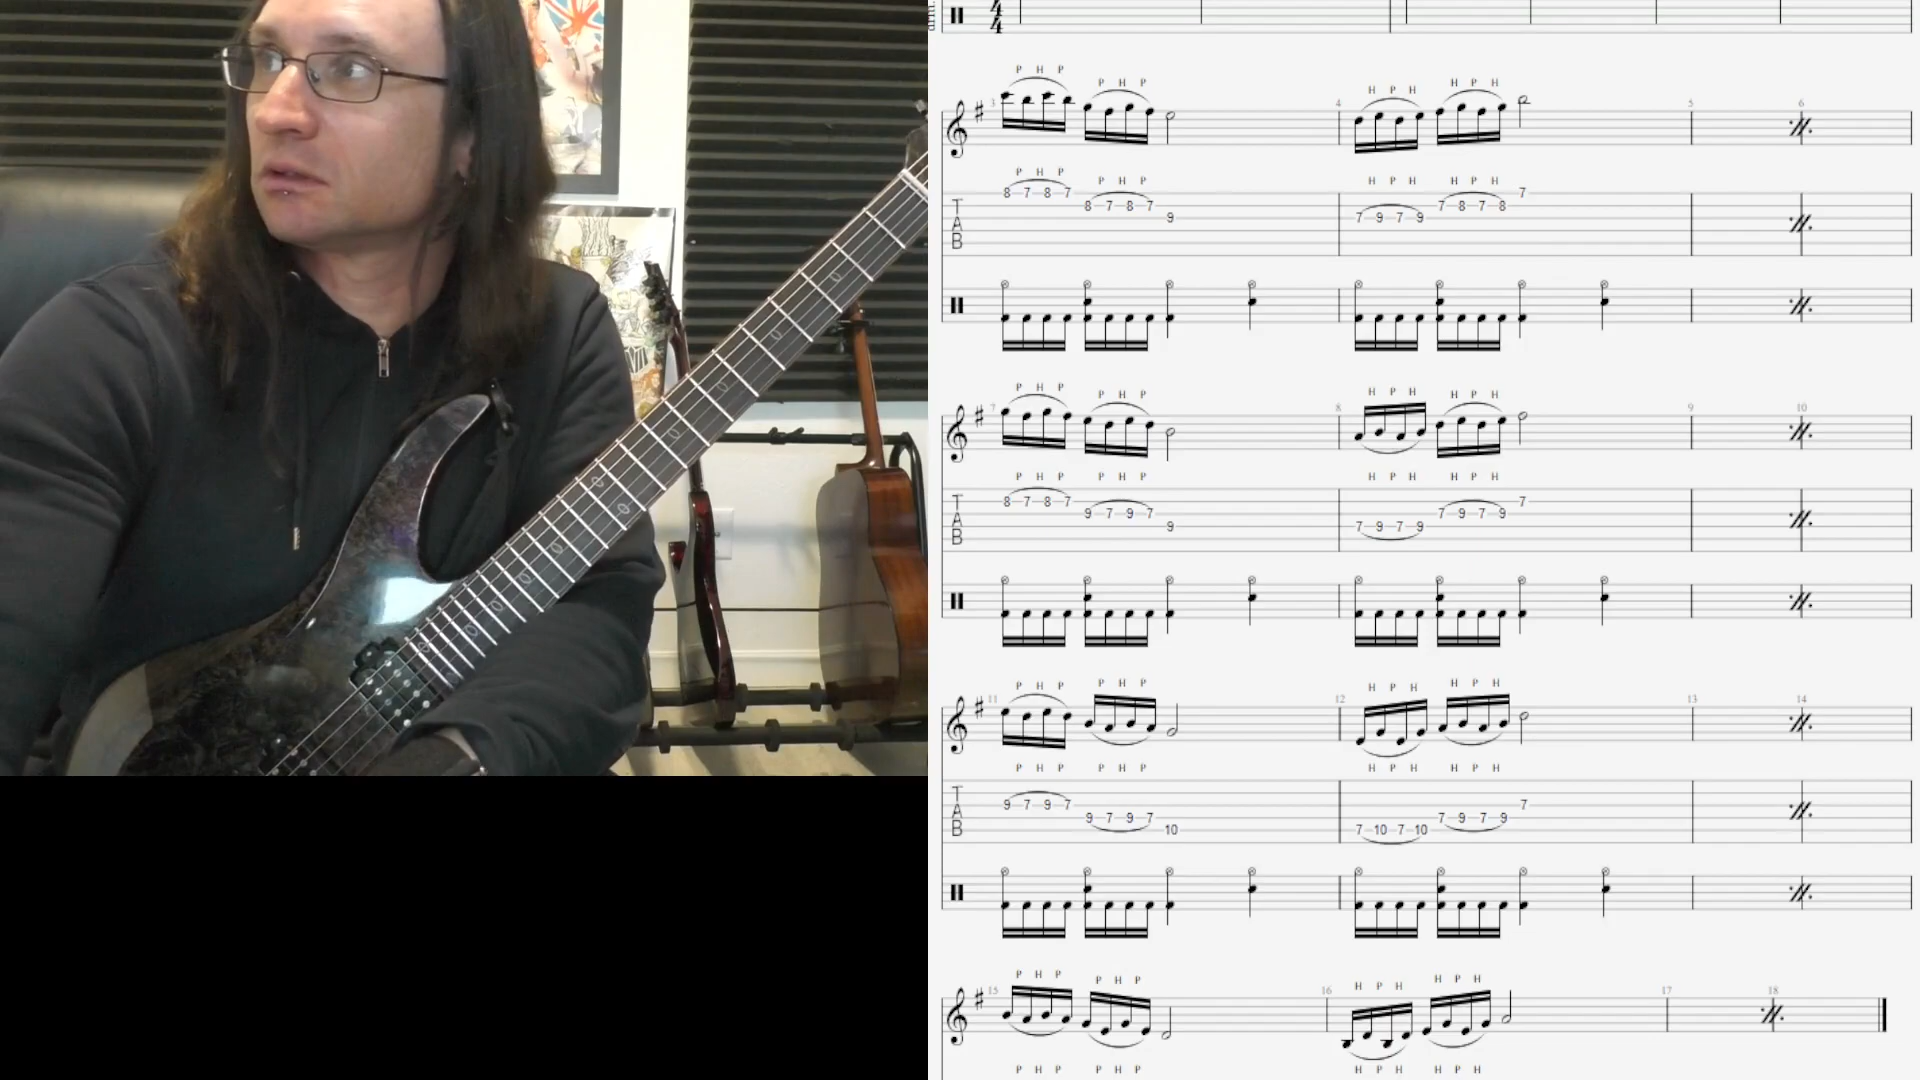 4
4
P H P P H P H P H H P H
3 4 5 6
P H P P H P H P H H P H
T A B 8 7 8 7 8 7 8 7 9 7 9 7 9 7 8 7 8 7
P H P P H P H P H H P H
7 8 9 10
P H P P H P H P H H P H
T A B 8 7 8 7 9 7 9 7 9 7 9 7 9 7 9 7 9 7
P H P P H P H P H H P H
11 12 13 14
P H P P H P H P H H P H
T A B 9 7 9 7 9 7 9 7 10 7 10 7 10 7 9 7 9 7
P H P P H P H P H H P H
15 16 17 18
P H P P H P H P H H P H